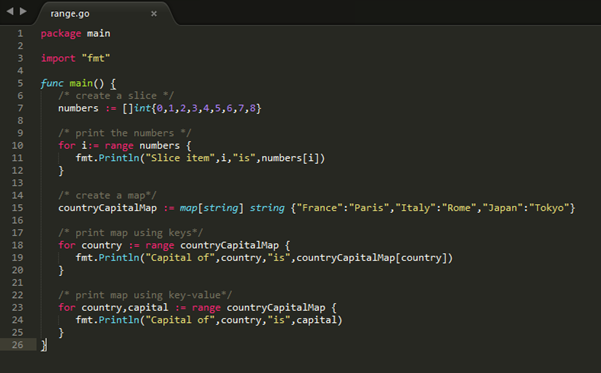 range.go ×
1 package main
2
3 import "fmt"
4
5 func main() {
6    /* create a slice */
7    numbers := []int{0,1,2,3,4,5,6,7,8}
8
9    /* print the numbers */
10    for i:= range numbers {
11       fmt.Println("Slice item",i,"is",numbers[i])
12    }
13
14    /* create a map*/
15    countryCapitalMap := map[string] string {"France":"Paris","Italy":"Rome","Japan":"Tokyo"}
16
17    /* print map using keys*/
18    for country := range countryCapitalMap {
19       fmt.Println("Capital of",country,"is",countryCapitalMap[country])
20    }
21
22    /* print map using key-value*/
23    for country,capital := range countryCapitalMap {
24       fmt.Println("Capital of",country,"is",capital)
25    }
26 }